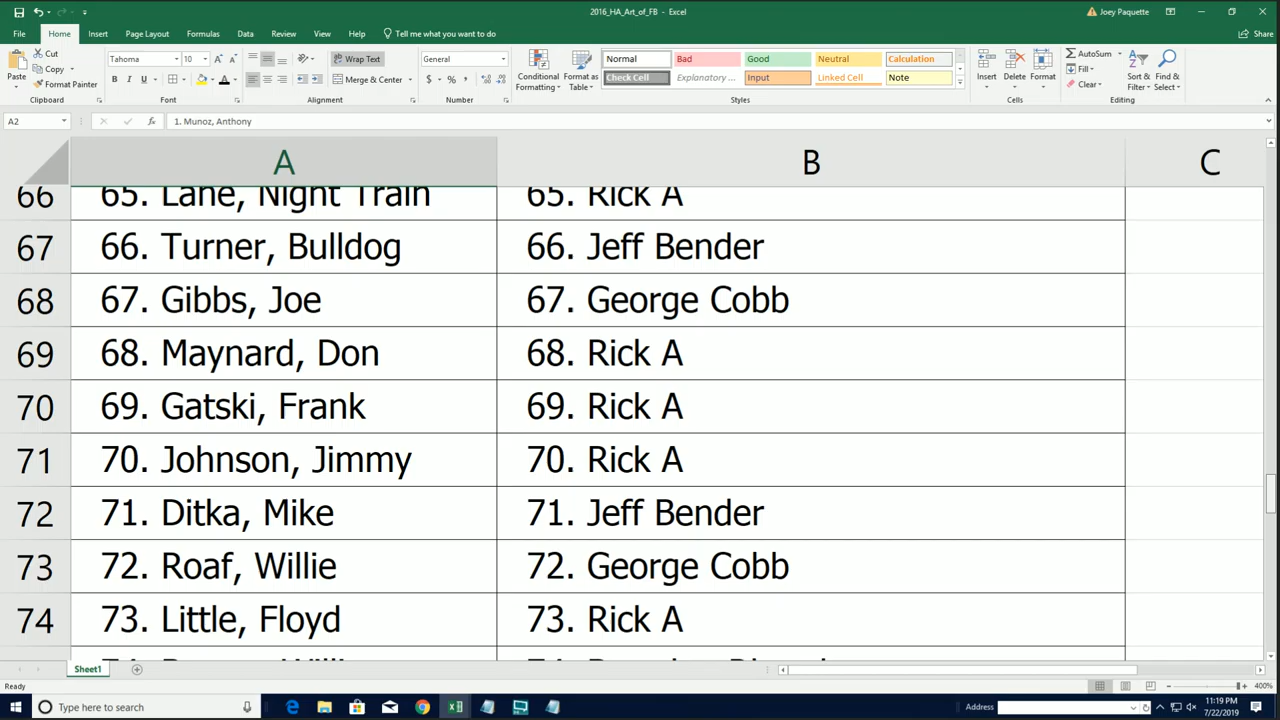 2016_HA_Art_of_FB - Excel
Joey Paquette
File Home Insert Page Layout Formulas Data Review View Help Tell me what you want to do Share
Paste Cut Copy Format Painter Clipboard
Tahoma 10 B I U A Font
Wrap Text Merge & Center Alignment
General $ % , Number
Conditional Formatting Format as Table
Normal Bad Good Neutral Calculation
Check Cell Explanatory ... Input Linked Cell Note
Styles
Insert Delete Format Cells
AutoSum Fill Clear Sort & Filter Find & Select Editing
A2 fx 1. Munoz, Anthony
A B C
66 65. Lane, Night Train 65. Rick A
67 66. Turner, Bulldog 66. Jeff Bender
68 67. Gibbs, Joe 67. George Cobb
69 68. Maynard, Don 68. Rick A
70 69. Gatski, Frank 69. Rick A
71 70. Johnson, Jimmy 70. Rick A
72 71. Ditka, Mike 71. Jeff Bender
73 72. Roaf, Willie 72. George Cobb
74 73. Little, Floyd 73. Rick A
Sheet1
Ready 400%
Type here to search Address 11:19 PM
7/22/2019